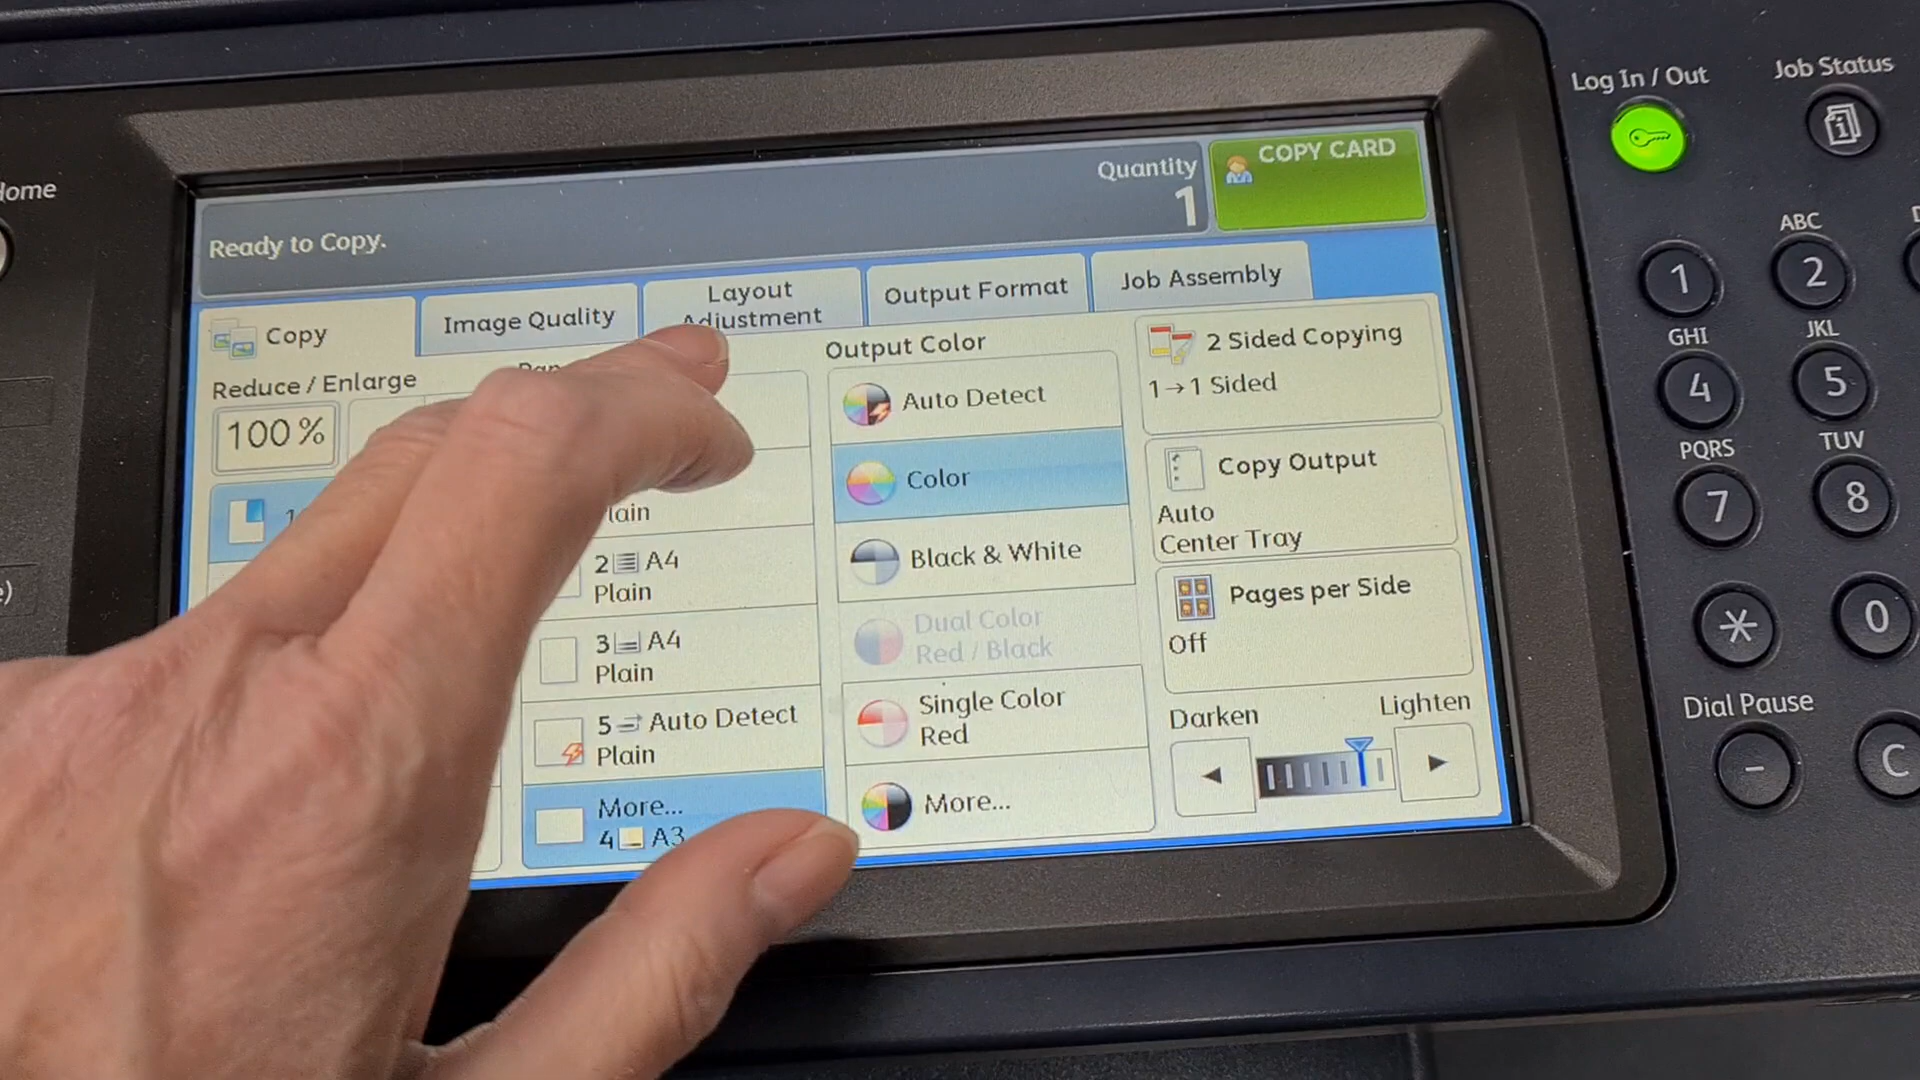 Log In / Out
Job Status
Home
Ready to Copy.
Quantity
1
COPY CARD
Copy
Image Quality
Layout
Adjustment
Output Format
Job Assembly
Reduce / Enlarge
100 %
Plain
2 A4
Plain
3 A4
Plain
5 Auto Detect
Plain
More...
4 A3
Output Color
Auto Detect
Color
Black & White
Dual Color
Red / Black
Single Color
Red
More...
2 Sided Copying
1→1 Sided
Copy Output
Auto
Center Tray
Pages per Side
Off
Darken
Lighten
ABC
1
2
GHI
JKL
4
5
PQRS
TUV
7
8
*
0
Dial Pause
-
C